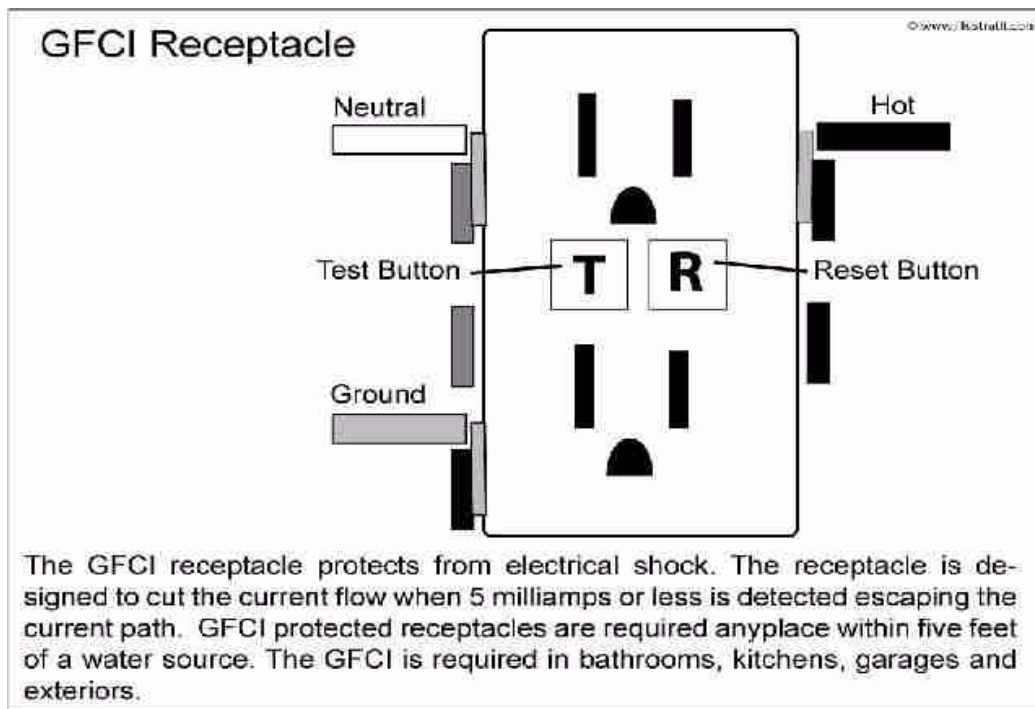 © www.illustratit.com
GFCI Receptacle
Neutral
Hot
Test Button
T
R
Reset Button
Ground
The GFCI receptacle protects from electrical shock. The receptacle is de-
signed to cut the current flow when 5 milliamps or less is detected escaping the
current path. GFCI protected receptacles are required anyplace within five feet
of a water source. The GFCI is required in bathrooms, kitchens, garages and
exteriors.